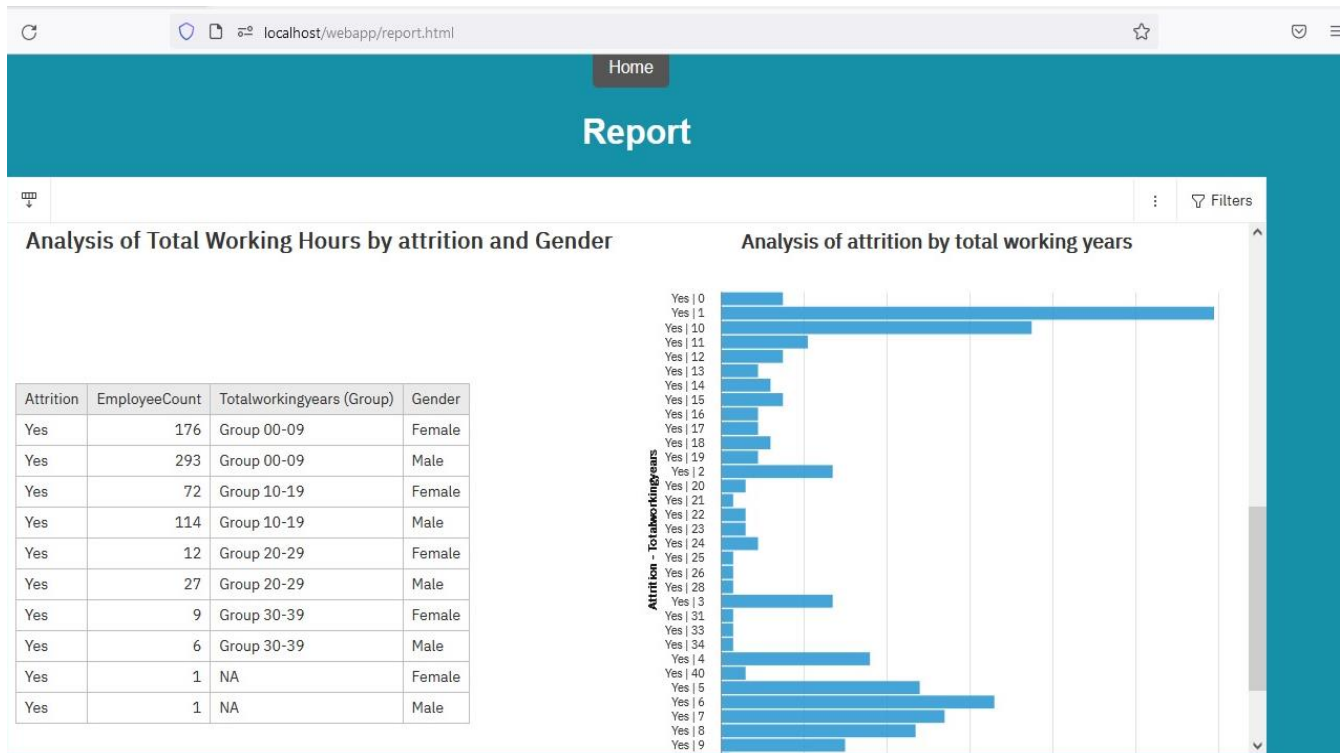 localhost/webapp/report.html
Home
Report
Filters
Analysis of Total Working Hours by attrition and Gender
Attrition EmployeeCount Totalworkingyears (Group) Gender
Yes 176 Group 00-09 Female
Yes 293 Group 00-09 Male
Yes 72 Group 10-19 Female
Yes 114 Group 10-19 Male
Yes 12 Group 20-29 Female
Yes 27 Group 20-29 Male
Yes 9 Group 30-39 Female
Yes 6 Group 30-39 Male
Yes 1 NA Female
Yes 1 NA Male
Analysis of attrition by total working years
Attrition - Totalworkingyears
Yes | 0
Yes | 1
Yes | 10
Yes | 11
Yes | 12
Yes | 13
Yes | 14
Yes | 15
Yes | 16
Yes | 17
Yes | 18
Yes | 19
Yes | 2
Yes | 20
Yes | 21
Yes | 22
Yes | 23
Yes | 24
Yes | 25
Yes | 26
Yes | 28
Yes | 3
Yes | 31
Yes | 33
Yes | 34
Yes | 4
Yes | 40
Yes | 5
Yes | 6
Yes | 7
Yes | 8
Yes | 9